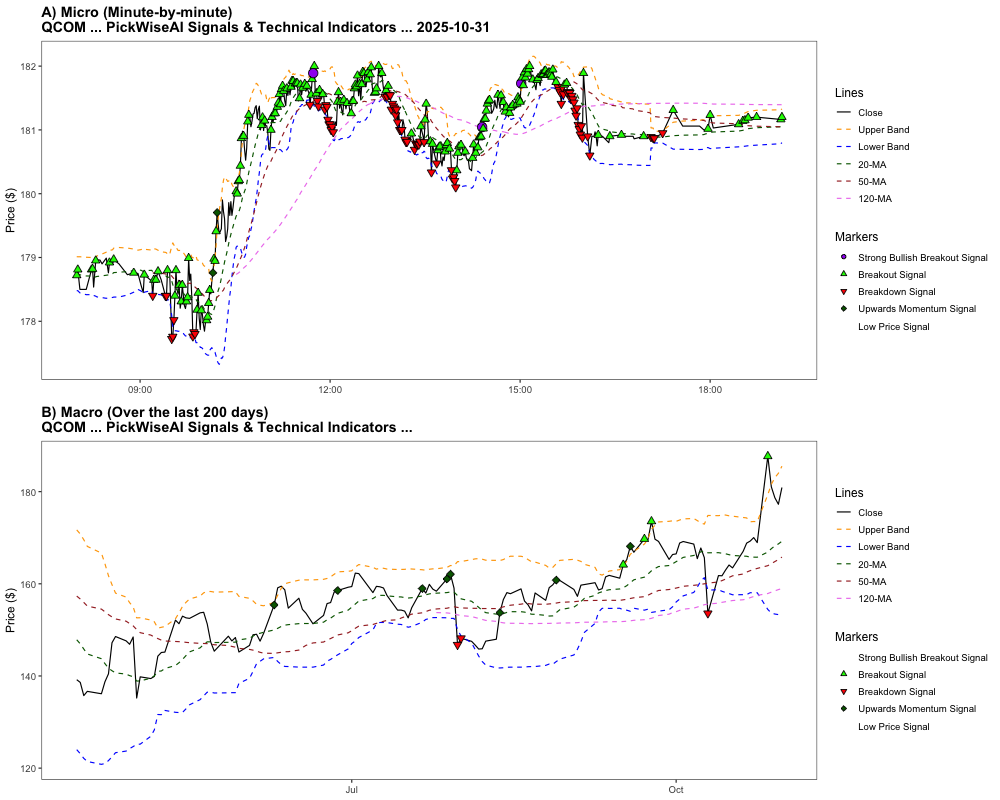 A) Micro (Minute-by-minute)
QCOM ... PickWiseAI Signals & Technical Indicators ... 2025-10-31
182
181
180
179
178
Price ($)
09:00
12:00
15:00
18:00
Lines
Close
Upper Band
Lower Band
20-MA
50-MA
120-MA
Markers
Strong Bullish Breakout Signal
Breakout Signal
Breakdown Signal
Upwards Momentum Signal
Low Price Signal
B) Macro (Over the last 200 days)
QCOM ... PickWiseAI Signals & Technical Indicators ...
180
160
140
120
Price ($)
Jul
Oct
Lines
Close
Upper Band
Lower Band
20-MA
50-MA
120-MA
Markers
Strong Bullish Breakout Signal
Breakout Signal
Breakdown Signal
Upwards Momentum Signal
Low Price Signal